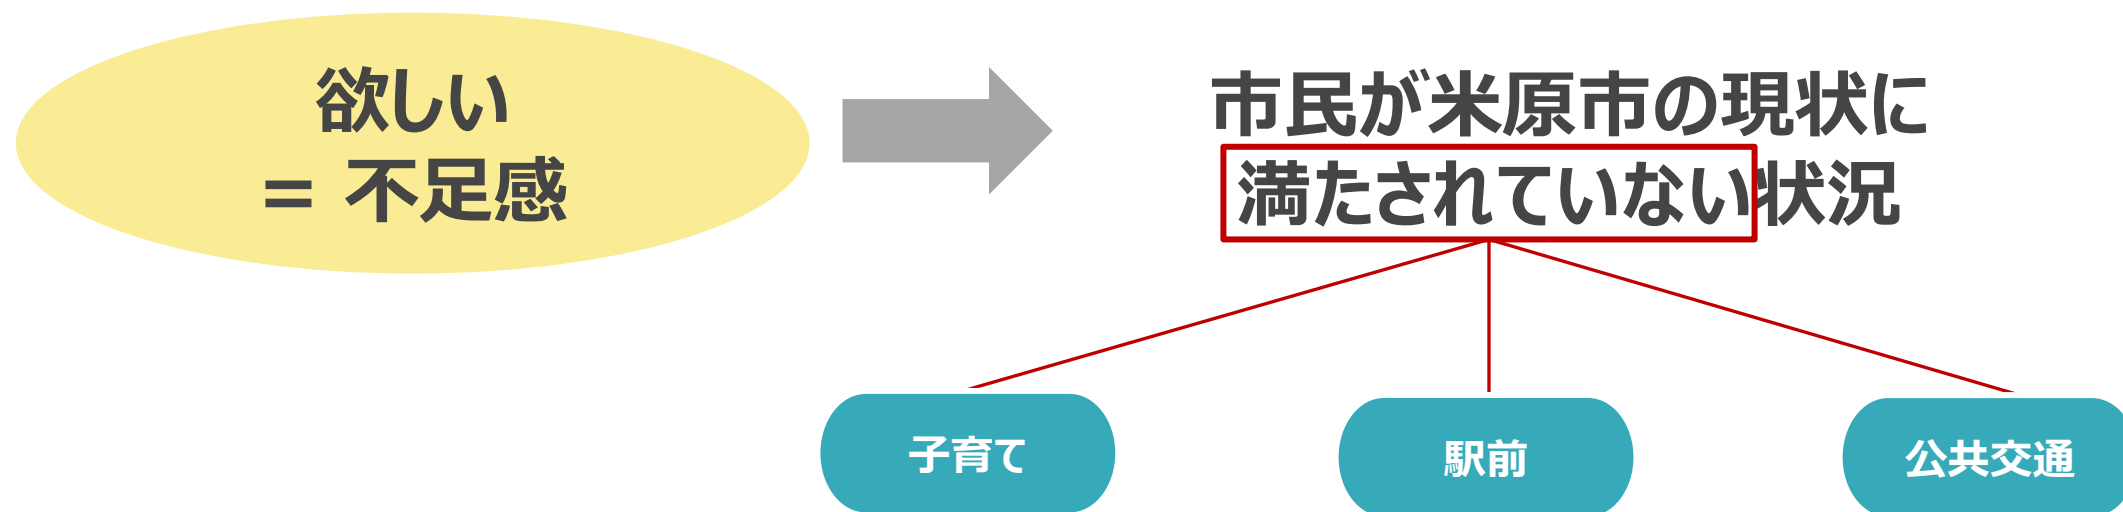 欲しい
= 不足感
市民が米原市の現状に
満たされていない状況
子育て
駅前
公共交通